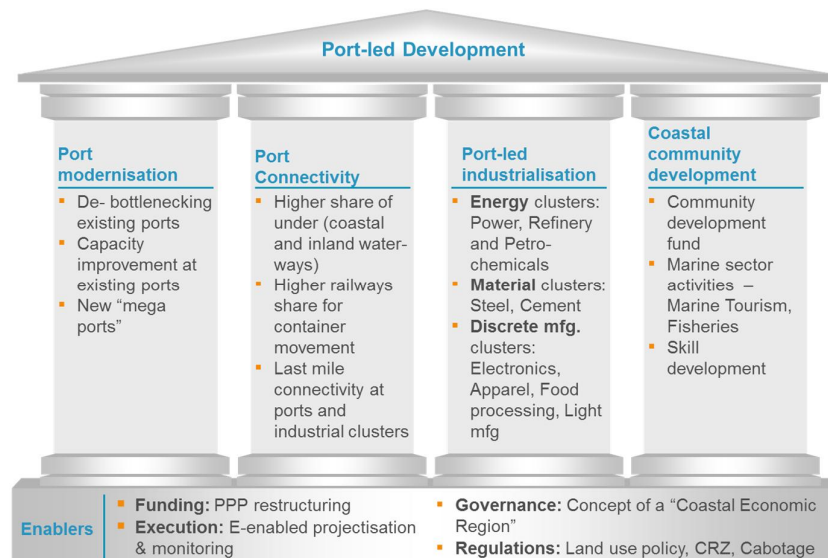 Port-led Development
Port
modernisation
▪ De- bottlenecking
existing ports
▪ Capacity
improvement at
existing ports
▪ New “mega
ports”
Port
Connectivity
▪ Higher share of
under (coastal
and inland water-
ways)
▪ Higher railways
share for
container
movement
▪ Last mile
connectivity at
ports and
industrial clusters
Port-led
industrialisation
▪ Energy clusters:
Power, Refinery
and Petro-
chemicals
▪ Material clusters:
Steel, Cement
▪ Discrete mfg.
clusters:
Electronics,
Apparel, Food
processing, Light
mfg
Coastal
community
development
▪ Community
development
fund
▪ Marine sector
activities –
Marine Tourism,
Fisheries
▪ Skill
development
Enablers
▪ Funding: PPP restructuring
▪ Execution: E-enabled projectisation
& monitoring
▪ Governance: Concept of a “Coastal Economic
Region”
▪ Regulations: Land use policy, CRZ, Cabotage